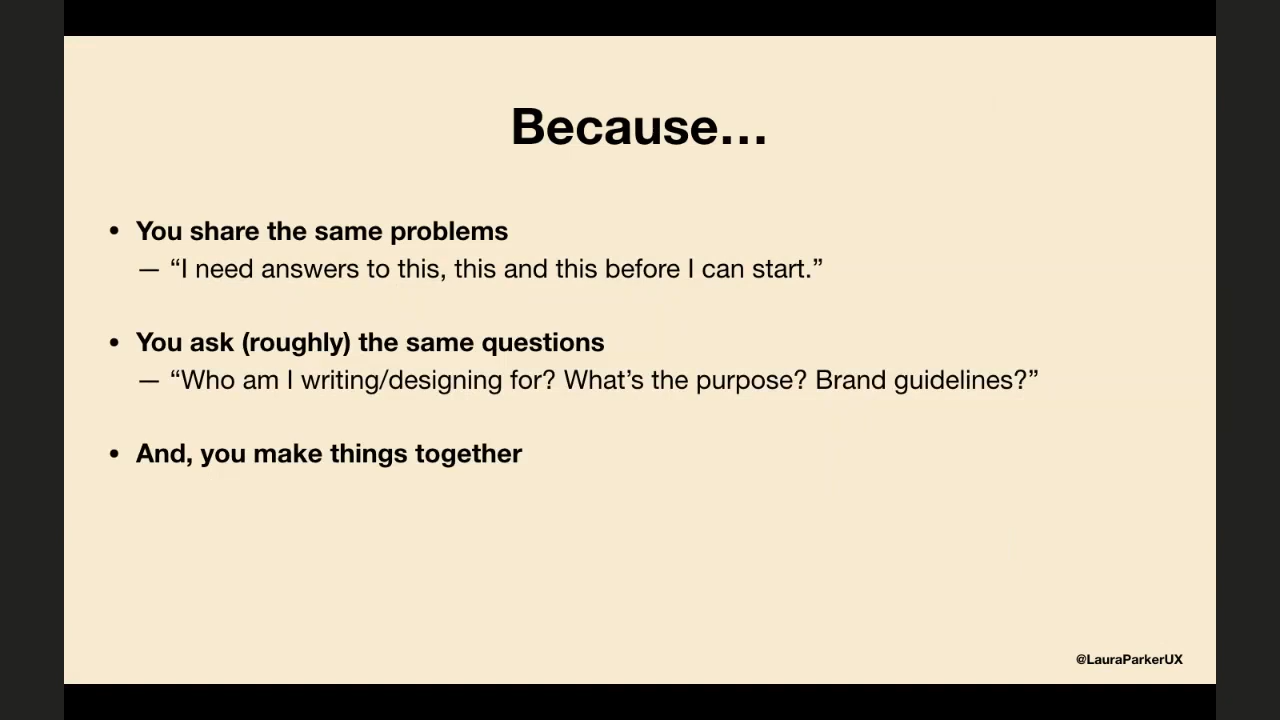 Because…
• You share the same problems
— “I need answers to this, this and this before I can start.”
• You ask (roughly) the same questions
— “Who am I writing/designing for? What’s the purpose? Brand guidelines?”
• And, you make things together
@LauraParkerUX